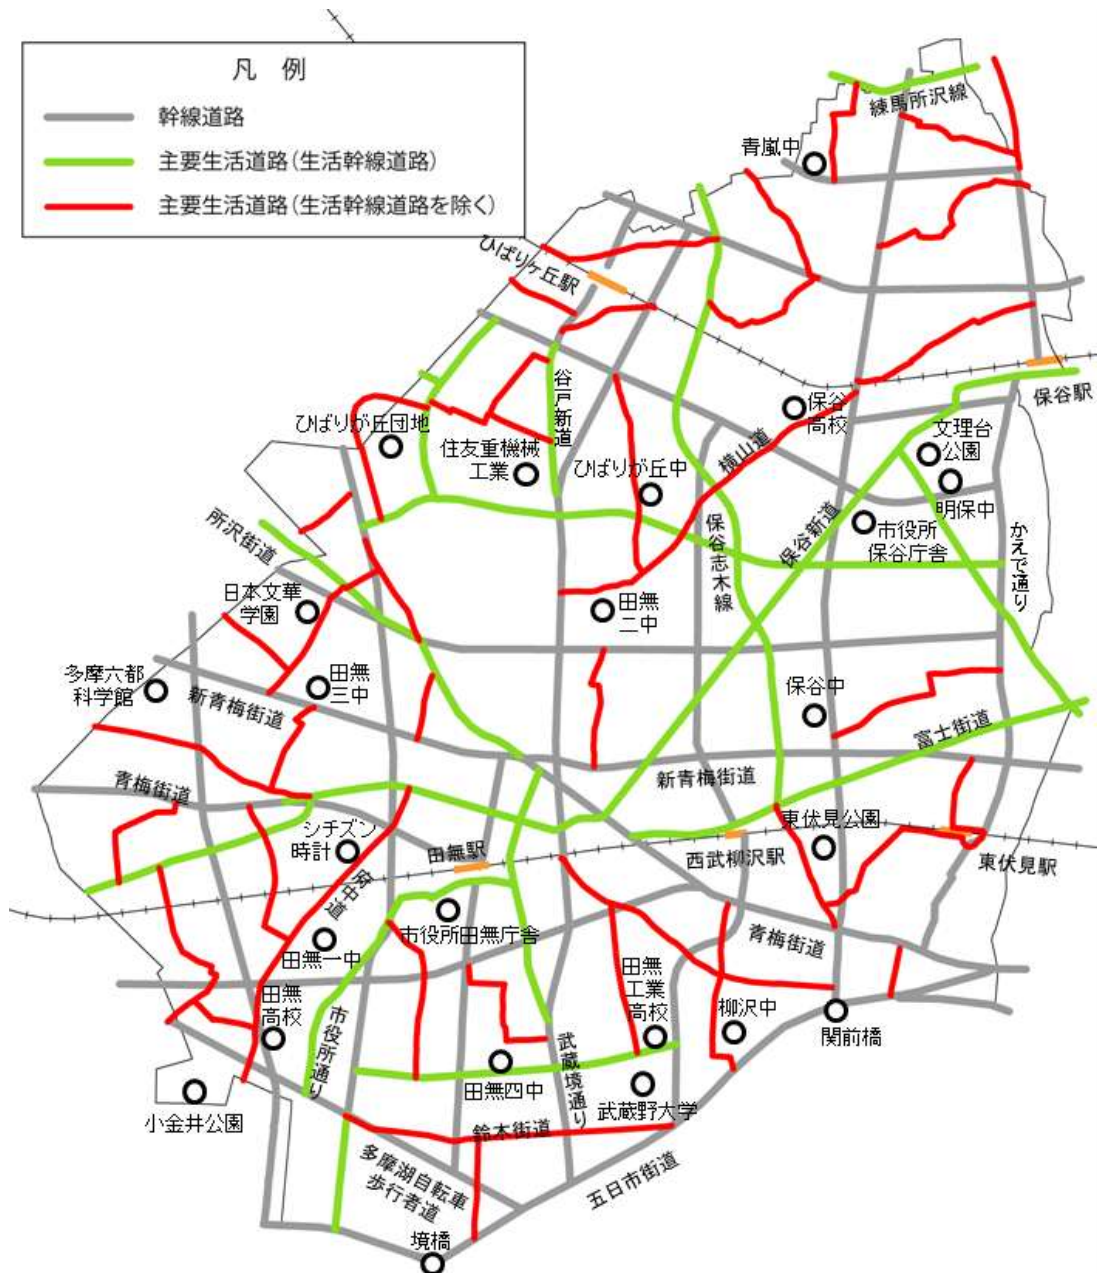 凡 例
幹線道路
主要生活道路(生活幹線道路)
主要生活道路(生活幹線道路を除く)
練馬所沢線
青嵐中
ひばりヶ丘駅
保谷駅
谷戸新道
保谷
高校
文理台
公園
ひばりが丘団地
住友重機械
工業
横山道
ひばりが丘中
明保中
所沢街道
保谷志木線
保谷新道
市役所
保谷庁舎
かえで通り
日本文華
学園
田無
二中
多摩六都
科学館
田無
三中
新青梅街道
保谷中
富士街道
青梅街道
新青梅街道
シチズン
時計
田無駅
西武柳沢駅
東伏見公園
東伏見駅
府中道
市役所田無庁舎
田無一中
青梅街道
田無
高校
田無
工業
高校
柳沢中
関前橋
市役所通り
武蔵境通り
田無四中
武蔵野大学
小金井公園
鈴木街道
多摩湖自転車
歩行者道
五日市街道
境橋